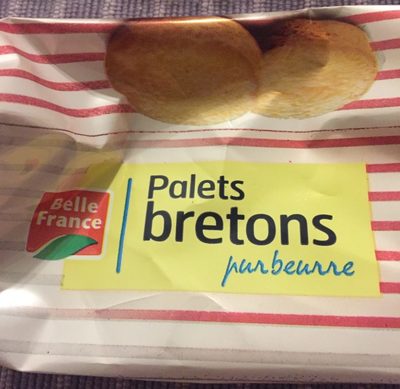 Belle
France
Palets
bretons
pur beurre